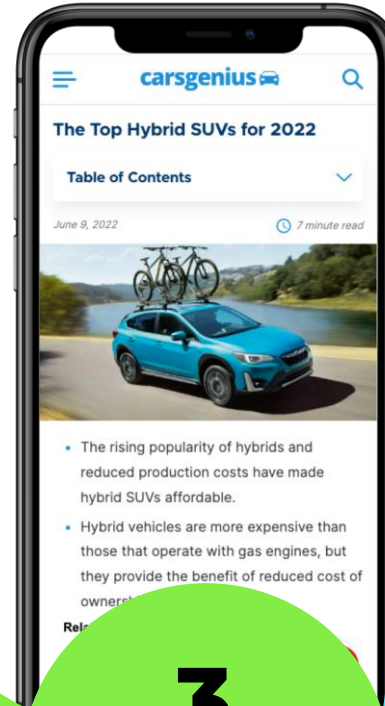 carsgenius
The Top Hybrid SUVs for 2022
Table of Contents
June 9, 2022
7 minute read
• The rising popularity of hybrids and
reduced production costs have made
hybrid SUVs affordable.
• Hybrid vehicles are more expensive than
those that operate with gas engines, but
they provide the benefit of reduced cost of
3